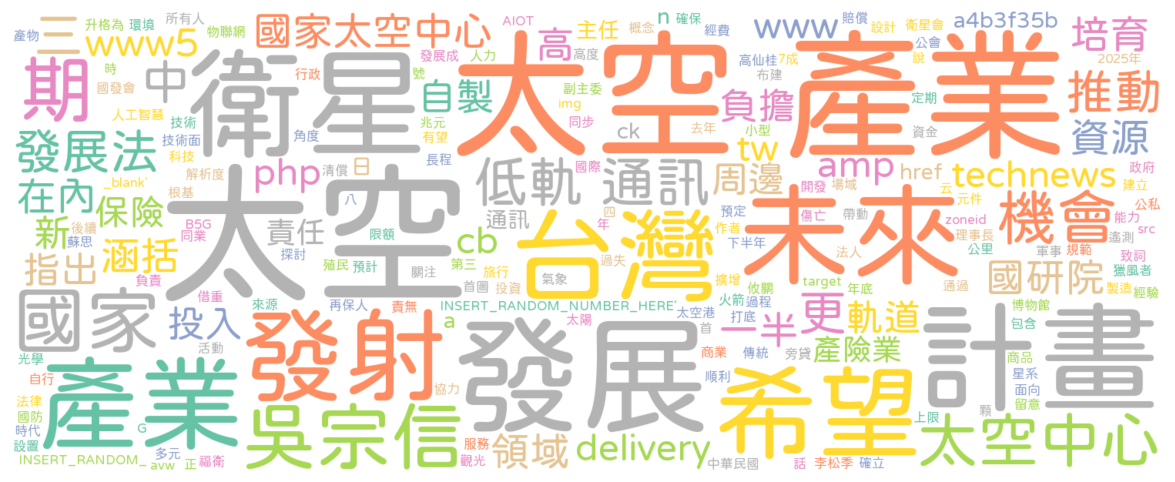 產物 升格為 環境 所有人 AIOT 高 主任 n 確保 經費 www 賠償 設計 衛星會 a4b3f35b 培育
三 www5 物聯網 國家太空中心 發展成 人力 概念 高度 高仙桂 7成 公會 說 2025年
期 時 國發會 中 衛星 行政 號 自製 副主委 img 太空 布建 產業 定期 推動
人工智慧 技術 兆元 同步 負擔 資金
發展法 技術面 科技 角度 有望 ck 去年 小型 tw 資源
在內 _blank' 解析度 php 清償 日 長程 低軌 通訊 國際 周邊 amp href technews 政府
保險 根基 太空 八 開發 場域 云 元件 建立 公私
新 後續 蘇思 B5G 同業 責任 通訊 四 年 台灣 預定 傷亡 帶動 未來 zoneid 機會 能力 src
指出 涵括 探討 限額 cb 作者 下半年 法人 理事長 軍事 規範 遙測
負責 殖民 預計 關注 第三 旅行 氣象 過失 擴增 攸關 target 年底 公里 通過 國研院 致詞 獵風者
國家 借重 來源 再保人 責無 首圈 投資 INSERT_RANDOM_NUMBER_HERE' 火箭 過程 太空港 打底 製造 經驗
投入 發射 a 太陽 發展 首 一半 更 軌道 博物館 包含 計畫
光學 活動 商業 傳統 旁貸 產險業 商品 星系
自行 產業 協力 順利 希望 面向 留意
法律 國防 時代 吳宗信 服務 領域 delivery 上限 顆 太空中心
設置 G 多元 觀光
INSERT_RANDOM_ avw 正 福衛 中華民國 話 李松季 確立